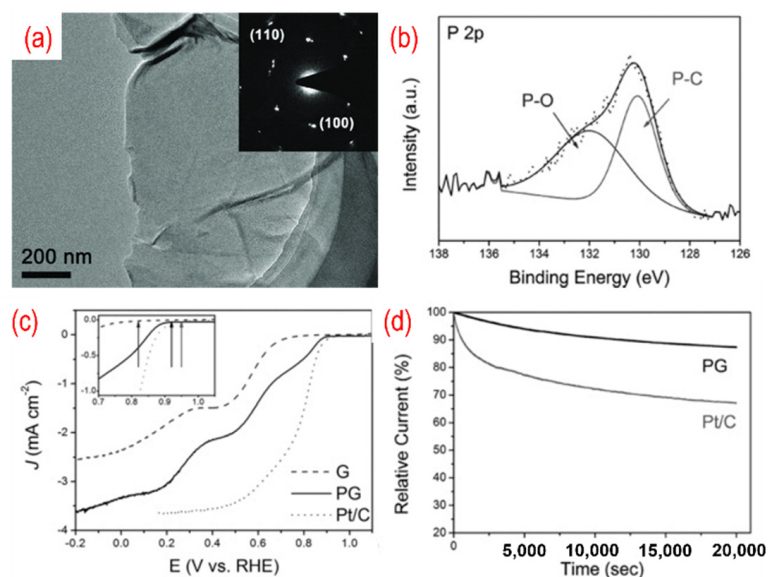 (a)
(110)
(100)
200 nm
(b)
P 2p
P-O
P-C
Intensity (a.u.)
138 136 134 132 130 128 126
Binding Energy (eV)
(c)
0.0
-0.5
-1.0
0.7 0.8 0.9 1.0
0
-1
-2
-3
-4
J (mA cm-2)
G
PG
Pt/C
-0.2 0.0 0.2 0.4 0.6 0.8 1.0
E (V vs. RHE)
(d)
100
90
80
70
60
50
40
30
20
Relative Current (%)
PG
Pt/C
0 5,000 10,000 15,000 20,000
Time (sec)